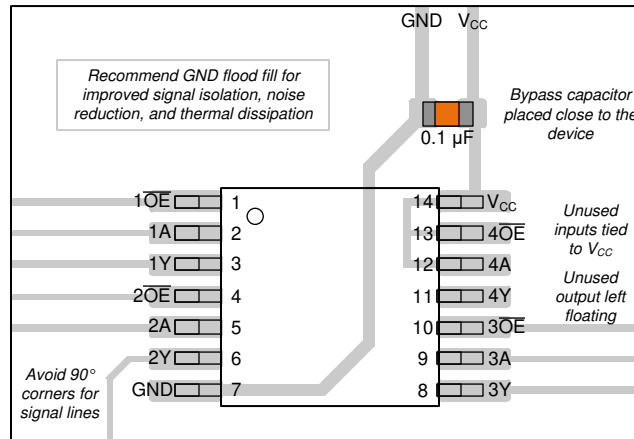 GND VCC
Recommend GND flood fill for
improved signal isolation, noise
reduction, and thermal dissipation
Bypass capacitor
placed close to the
device
0.1 µF
1OE 1 14 VCC
1A 2 13 4OE
1Y 3 12 4A
2OE 4 11 4Y
2A 5 10 3OE
2Y 6 9 3A
GND 7 8 3Y
Unused
inputs tied
to VCC
Unused
output left
floating
Avoid 90°
corners for
signal lines